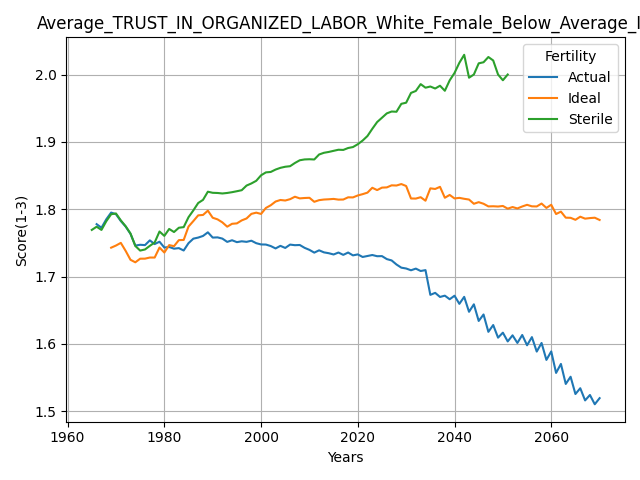 Average_TRUST_IN_ORGANIZED_LABOR_White_Female_Below_Average_I
Fertility
Actual
Ideal
Sterile
Score(1-3)
2.0
1.9
1.8
1.7
1.6
1.5
1960
1980
2000
2020
2040
2060
Years